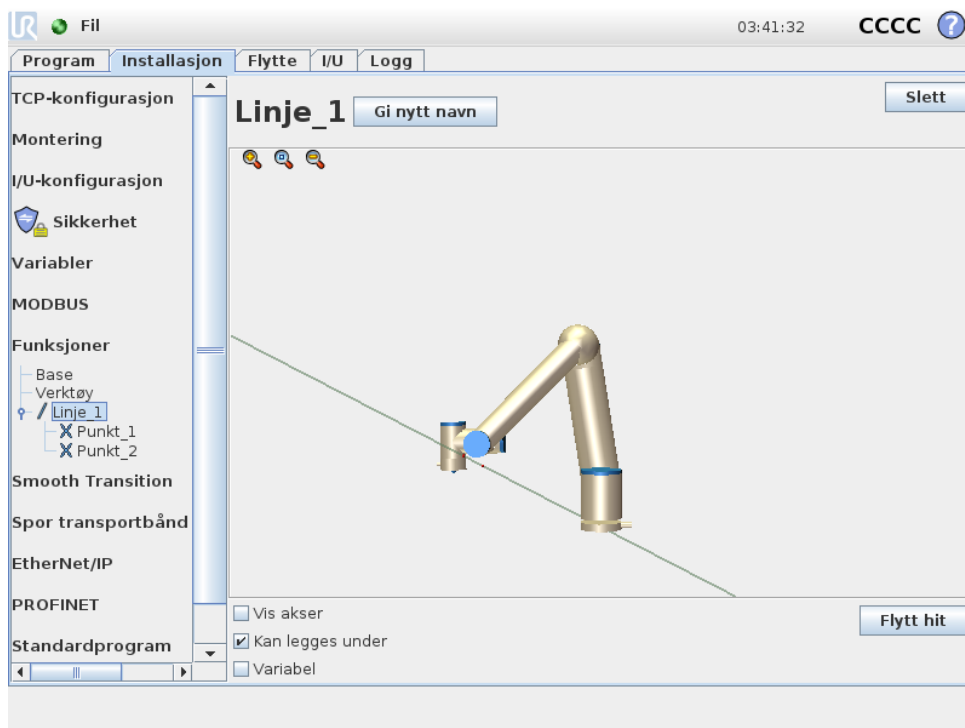 UR Fil 03:41:32 CCCC ?
Program Installasjon Flytte I/U Logg
TCP-konfigurasjon
Montering
I/U-konfigurasjon
Sikkerhet
Variabler
MODBUS
Funksjoner
Base
Verktøy
Linje_1
Punkt_1
Punkt_2
Smooth Transition
Spor transportbånd
EtherNet/IP
PROFINET
Standardprogram
Linje_1 Gi nytt navn Slett
Vis akser
Kan legges under
Variabel
Flytt hit